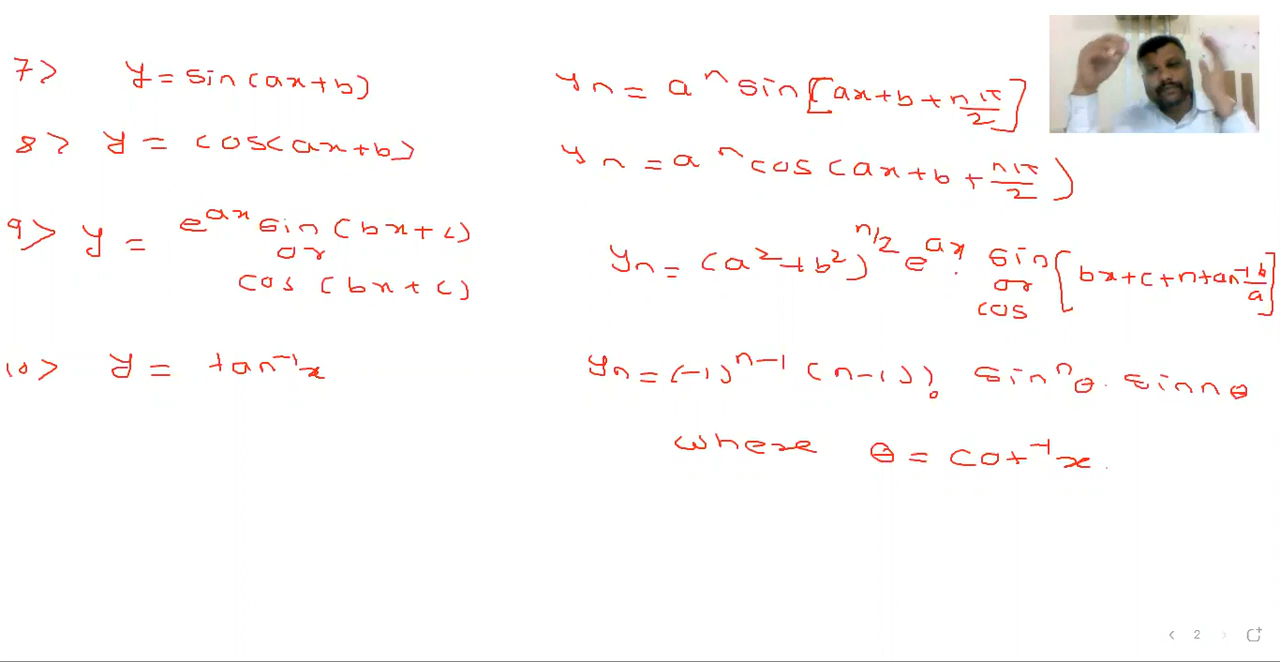 7> y = sin(ax+b) yn = a^n sin[ax+b+nπ/2]
8> y = cos(ax+b) yn = a^n cos(ax+b+nπ/2)
9> y = e^ax sin(bx+c) or cos(bx+c) yn = (a²+b²)^n/2 e^ax. sin or cos [bx+c+n tan⁻¹ b/a]
10> y = tan⁻¹x yn = (-1)^n-1 (n-1)! sin^n θ. sin nθ
where θ = cot⁻¹x.
2